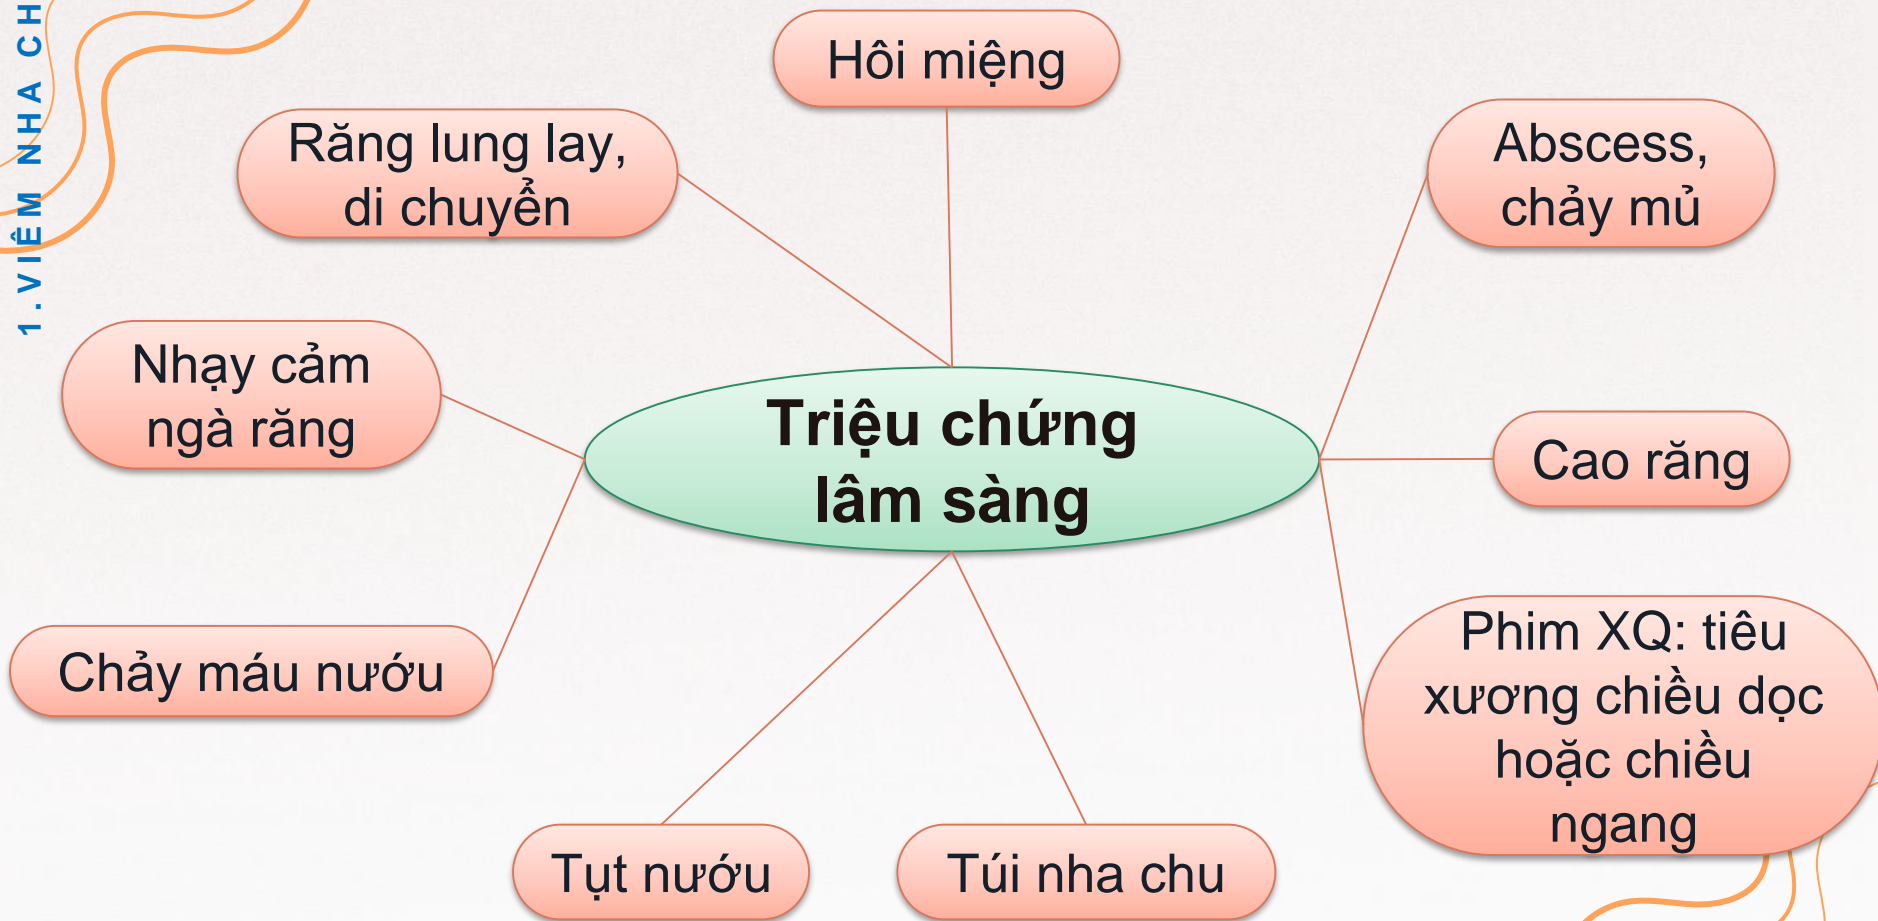 1.VIÊM NHA CH
Hôi miệng
Răng lung lay,
di chuyển
Abscess,
chảy mủ
Nhạy cảm
ngà răng
Triệu chứng
lâm sàng
Cao răng
Chảy máu nướu
Phim XQ: tiêu
xương chiều dọc
hoặc chiều
ngang
Tụt nướu
Túi nha chu